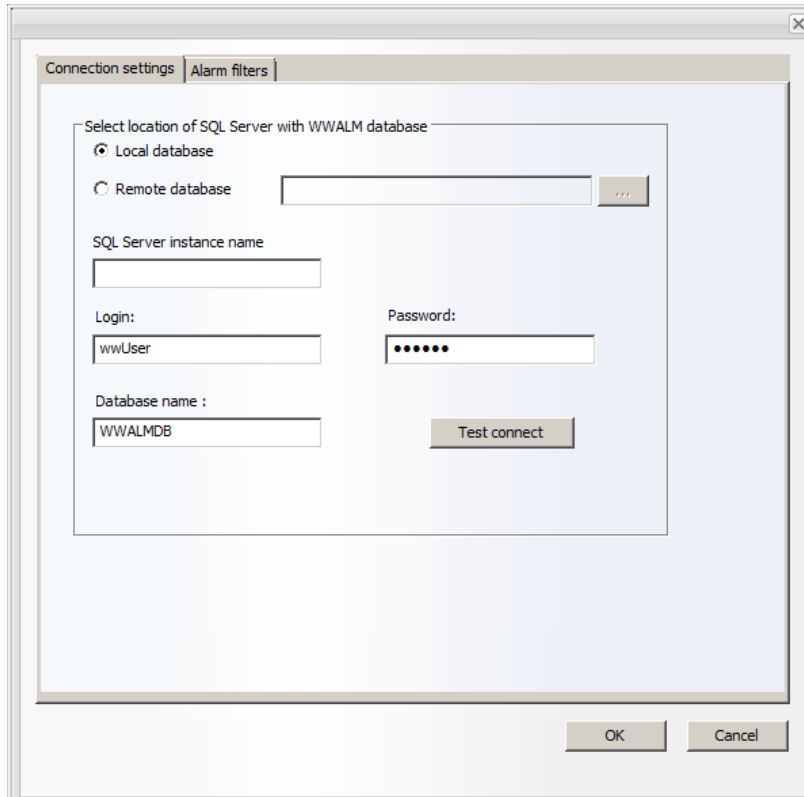 Connection settings
Alarm filters
Select location of SQL Server with WWALM database
Local database
Remote database
...
SQL Server instance name
Login:
Password:
wwUser
••••••
Database name :
WWALMDB
Test connect
OK
Cancel